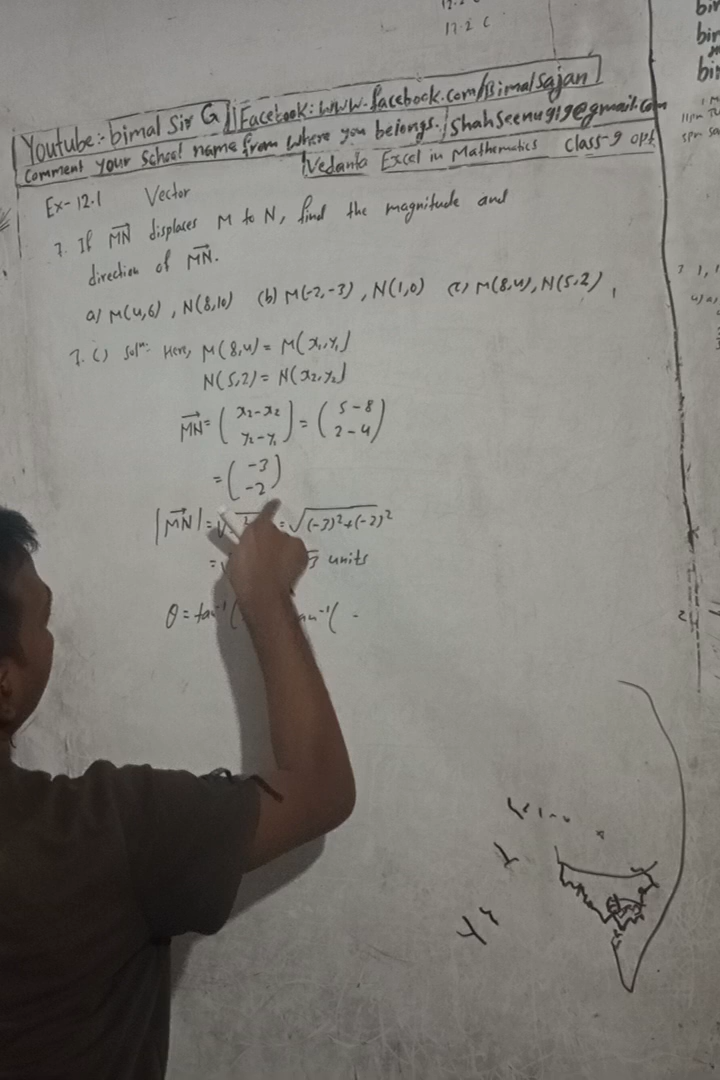 17.2 C
Youtube:- bimal Sir G || Facebook: www.facebook.com/Bimalsajan
comment your School name from where you belongs. | ShahSeenu919@gmail.com
Vedanta Excel in Mathematics class-9 opt
Ex-12.1 Vector
7. If MN displaces M to N, find the magnitude and
direction of MN.
a) M(4,6), N(8,10) (b) M(-2,-3), N(1,0) (c) M(8,4), N(5,2)
7. c) Solⁿ: Here, M(8,4) = M(x₁,y₁)
N(5,2) = N(x₂,y₂)
MN = (x₂-x₂ = (5-8
y₂-y₁) 2-4)
= (-3
-2)
|MN| = = √(-3)²+(-2)²
= units
θ = tan⁻¹( (-